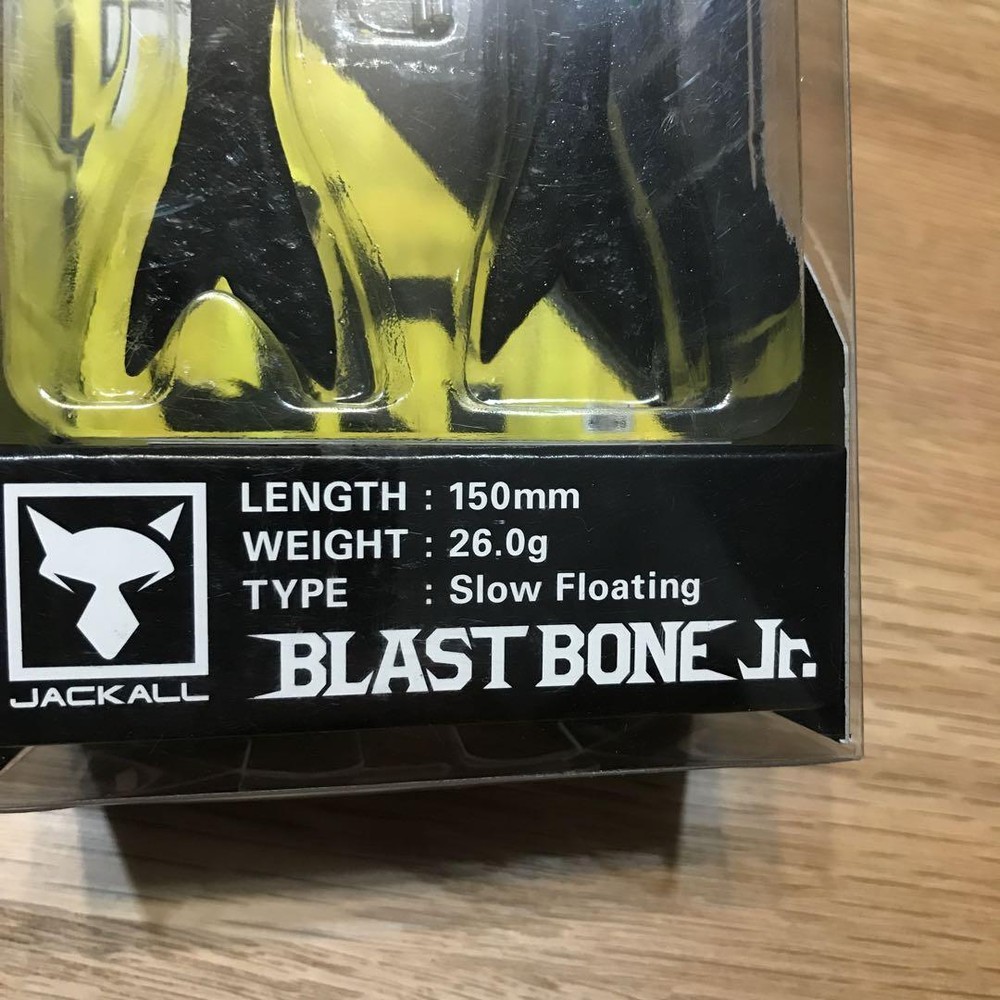 LENGTH : 150mm
WEIGHT : 26.0g
TYPE : Slow Floating
BLAST BONE Jr.
JACKALL